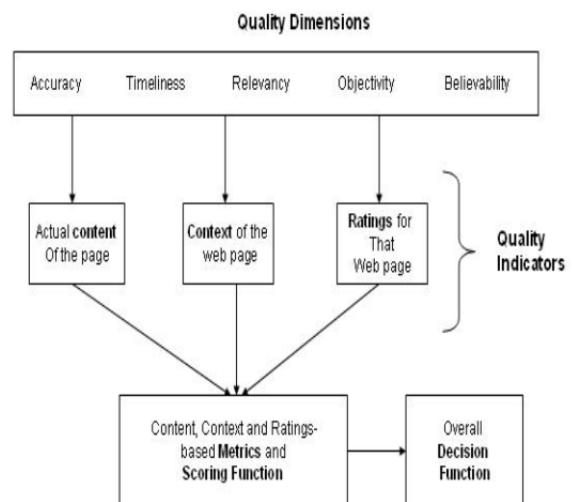 Quality Dimensions
Accuracy Timeliness Relevancy Objectivity Believability
Actual content
Of the page
Context of the
web page
Ratings for
That
Web page
Quality
Indicators
Content, Context and Ratings-
based Metrics and
Scoring Function
Overall
Decision
Function